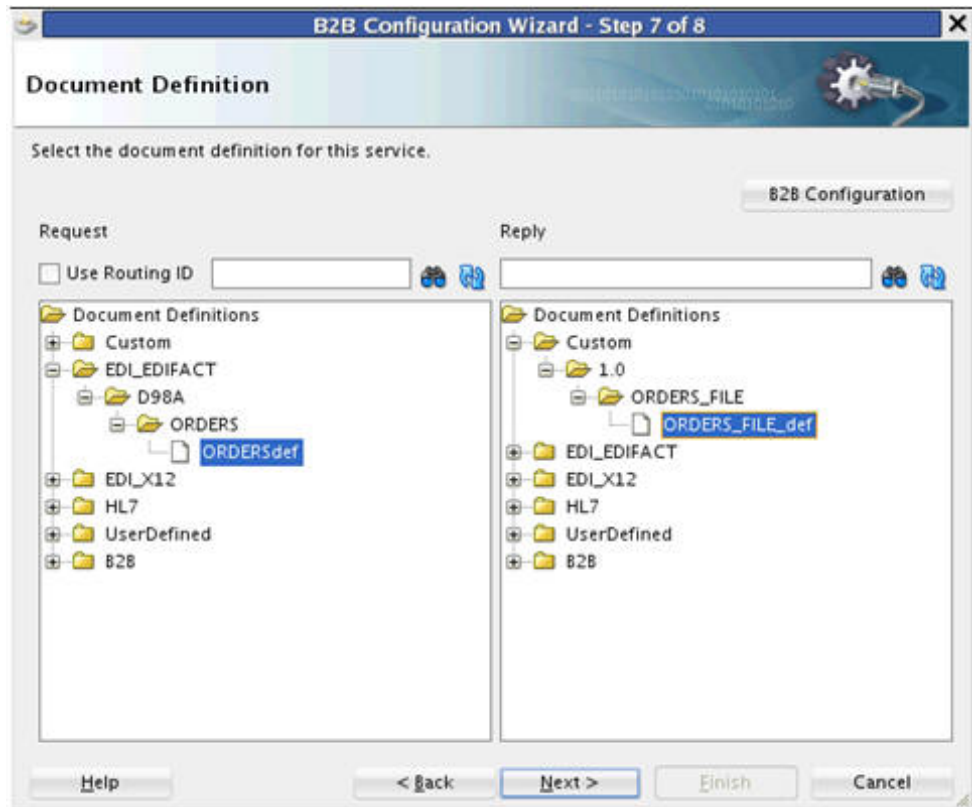 B2B Configuration Wizard - Step 7 of 8
Document Definition
Select the document definition for this service.
B2B Configuration
Request
Reply
Use Routing ID
Document Definitions
Custom
EDI_EDIFACT
D98A
ORDERS
ORDERSdef
EDI_X12
HL7
UserDefined
B2B
Document Definitions
Custom
1.0
ORDERS_FILE
ORDERS_FILE_def
EDI_EDIFACT
EDI_X12
HL7
UserDefined
B2B
Help
< Back
Next >
Finish
Cancel